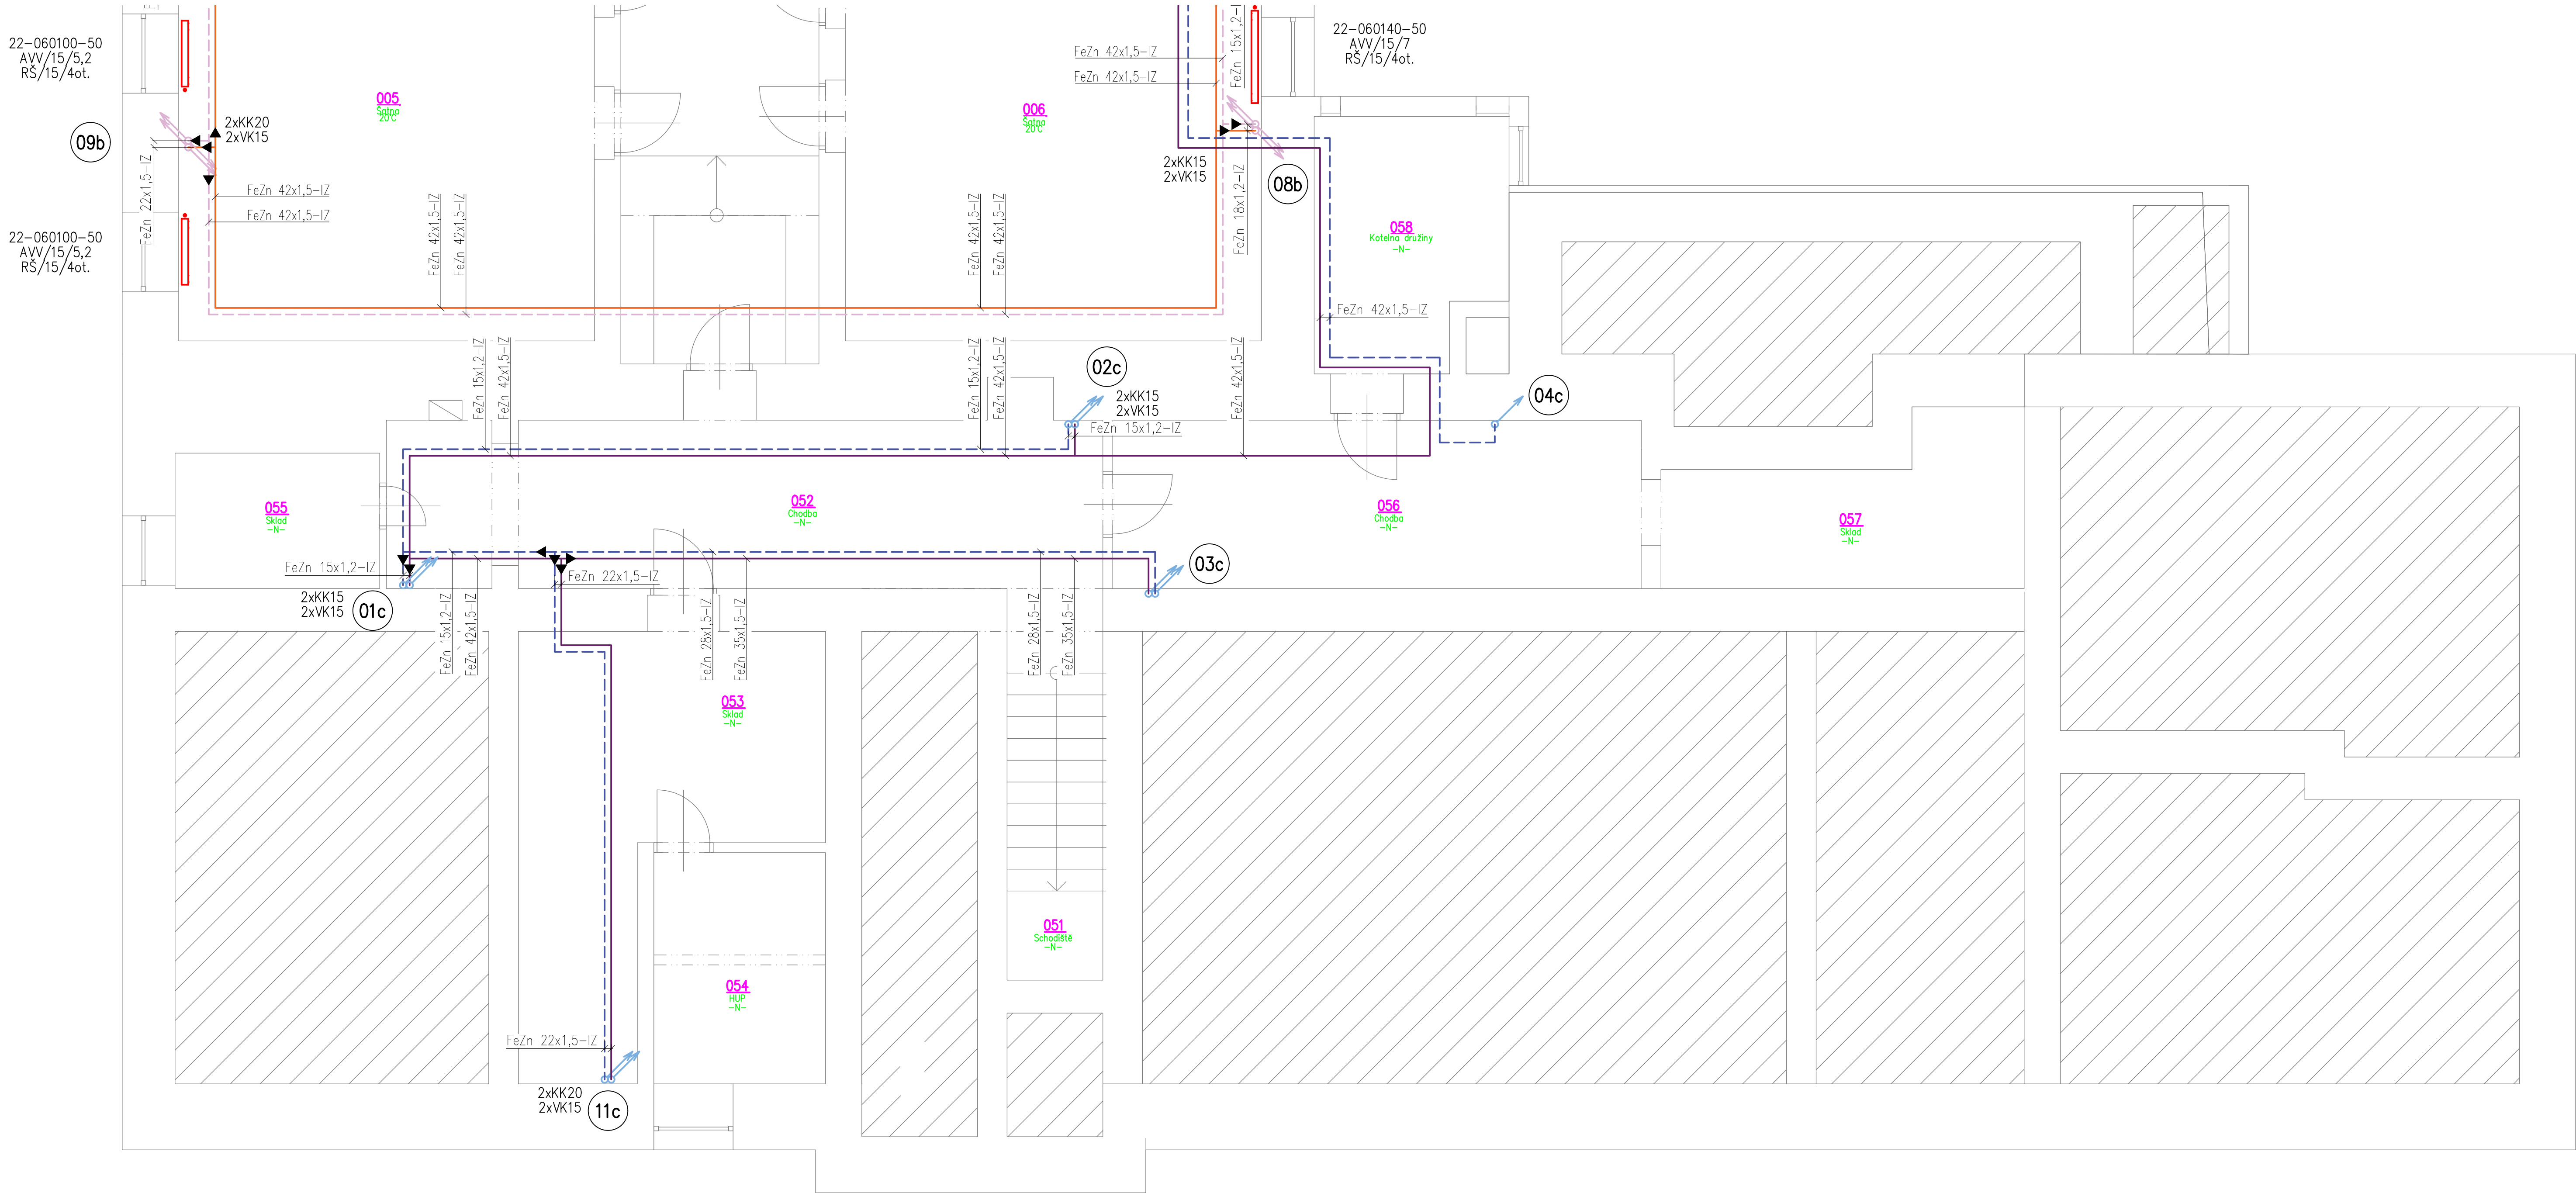 22-060100-50
AVV/15/5,2
RŠ/15/4ot.
09b
2xKK20
2xVK15
FeZn 22x1,5-IZ
FeZn 42x1,5-IZ
FeZn 42x1,5-IZ
22-060100-50
AVV/15/5,2
RŠ/15/4ot.
005
Šatna
20°C
FeZn 42x1,5-IZ
FeZn 42x1,5-IZ
006
Šatna
20°C
FeZn 42x1,5-IZ
FeZn 42x1,5-IZ
FeZn 15x1,2-I
22-060140-50
AVV/15/7
RŠ/15/4ot.
2xKK15
2xVK15
08b
FeZn 18x1,2-IZ
FeZn 42x1,5-IZ
FeZn 42x1,5-IZ
058
Kotelna družiny
-N-
FeZn 42x1,5-IZ
FeZn 15x1,2-IZ
FeZn 42x1,5-IZ
FeZn 15x1,2-IZ
FeZn 42x1,5-IZ
FeZn 42x1,5-IZ
02c
2xKK15
2xVK15
FeZn 15x1,2-IZ
04c
055
Sklad
-N-
052
Chodba
-N-
056
Chodba
-N-
057
Sklad
-N-
FeZn 15x1,2-IZ
2xKK15
2xVK15
01c
FeZn 22x1,5-IZ
03c
FeZn 15x1,2-IZ
FeZn 42x1,5-IZ
FeZn 28x1,5-IZ
FeZn 35x1,5-IZ
FeZn 28x1,5-IZ
FeZn 35x1,5-IZ
053
Sklad
-N-
051
Schodiště
-N-
054
HUP
-N-
FeZn 22x1,5-IZ
2xKK20
2xVK15
11c